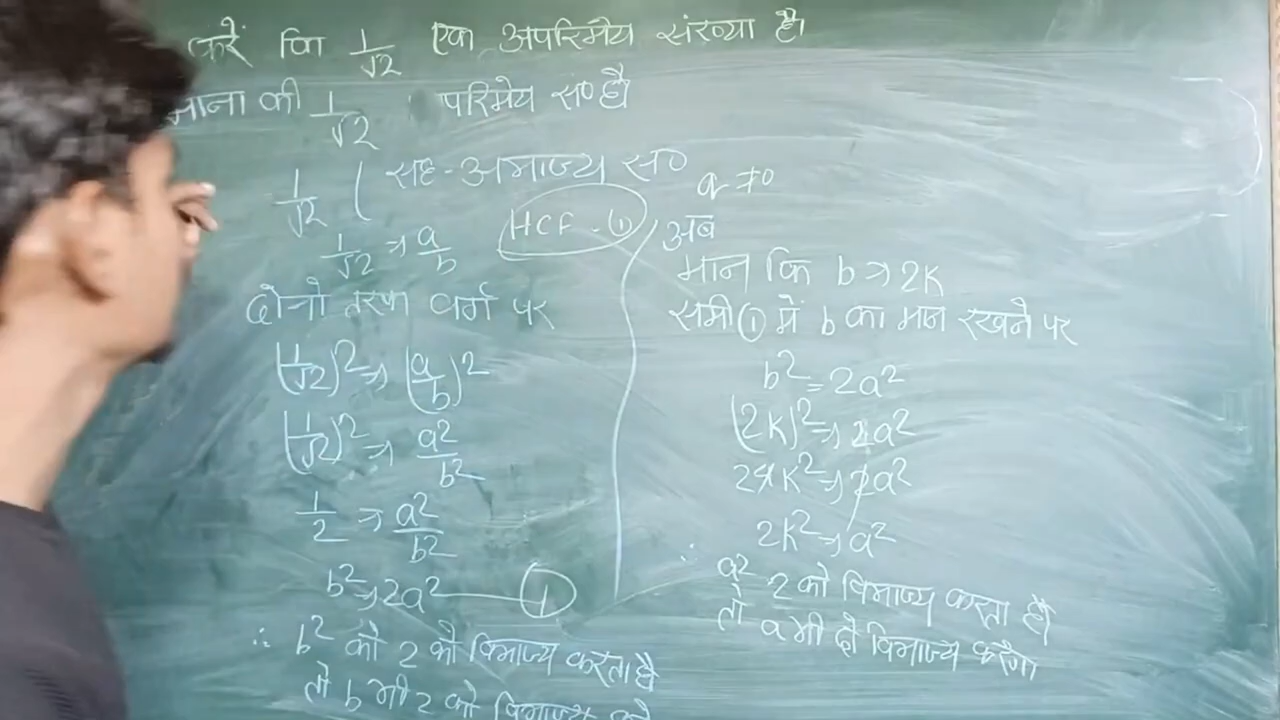 करें कि 1/√2 एक अपरिमेय संख्या है।
माना की 1/√2 परिमेय सं० है
1/√2 ( सह-अभाज्य सं०
HCF - (1)
1/√2 → a/b
दोनो तरफ वर्ग पर
(1/√2)² → (a/b)²
(1/√2)² → a²/b²
1/2 → a²/b²
b² → 2a² — (1)
∴ b² को 2 को विभाज्य करता है
तो b भी 2 को विभाज्य
≠0
अब
मान कि b → 2K
समी (1) में b का मान रखने पर
b² = 2a²
(2K)² → 2a²
K² → 2a²
2K² → a²
∴ a² 2 को विभाज्य करता है
तो a भी दो विभाज्य करेगा